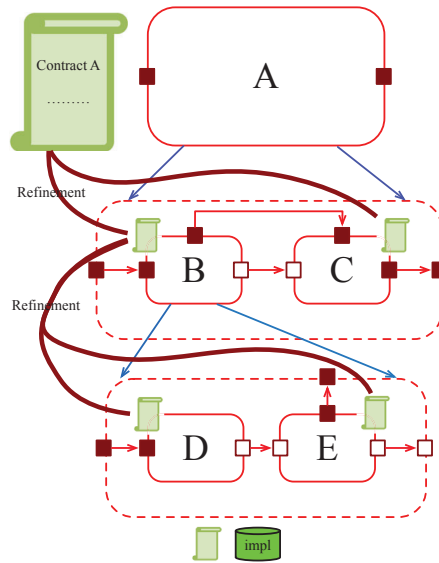 Contract A
.........
A
Refinement
B
C
Refinement
D
E
impl